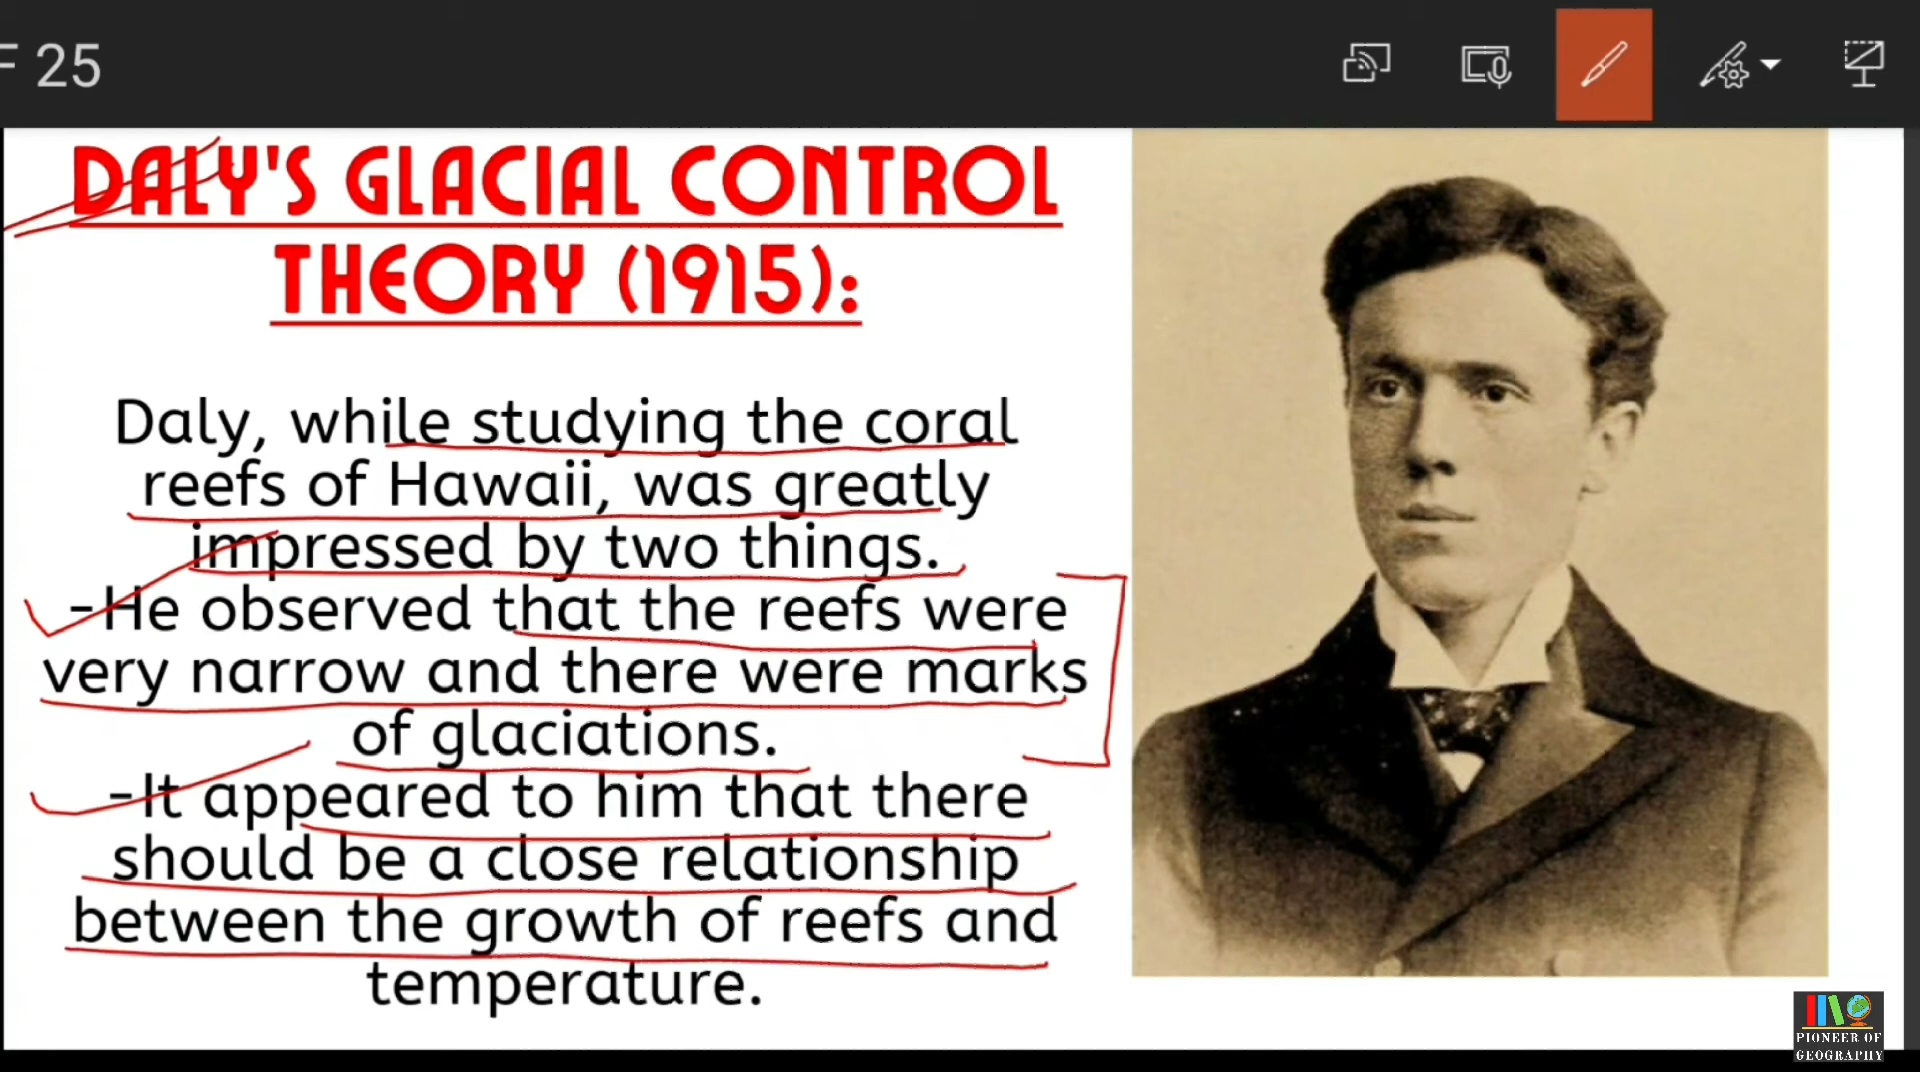 25
DALY'S GLACIAL CONTROL
THEORY (1915):
Daly, while studying the coral
reefs of Hawaii, was greatly
impressed by two things.
-He observed that the reefs were
very narrow and there were marks
of glaciations.
-It appeared to him that there
should be a close relationship
between the growth of reefs and
temperature.
PIONEER OF
GEOGRAPHY